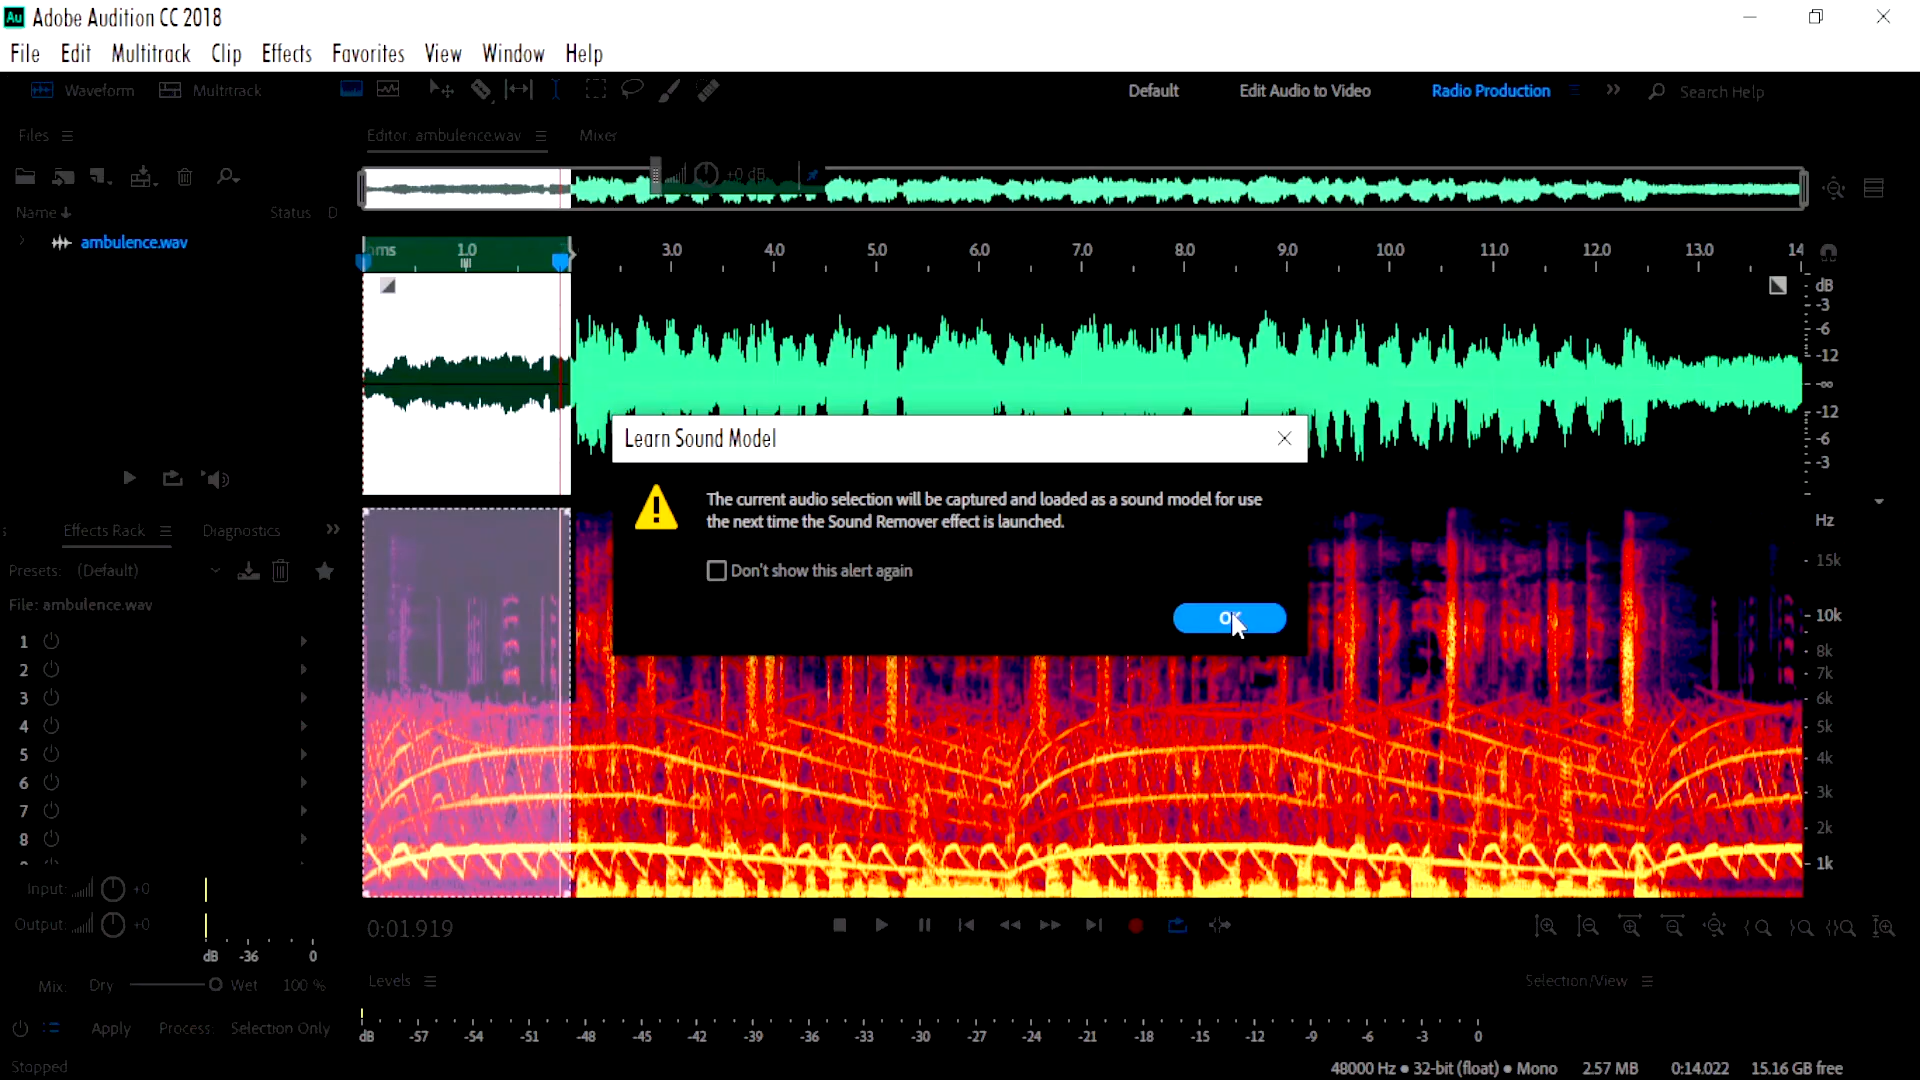 Au Adobe Audition CC 2018
File Edit Multitrack Clip Effects Favorites View Window Help
Waveform Multitrack Default Edit Audio to Video Radio Production Search Help
Files Editor: ambulence.wav Mixer
+0 dB
Name Status D
ambulence.wav
1.0 3.0 4.0 5.0 6.0 7.0 8.0 9.0 10.0 11.0 12.0 13.0 14
dB
-3
-6
-12
-∞
-12
-6
-3
Learn Sound Model
The current audio selection will be captured and loaded as a sound model for use
the next time the Sound Remover effect is launched.
Don't show this alert again
OK
Effects Rack Diagnostics
Presets: (Default)
File: ambulence.wav
1
2
3
4
5
6
7
8
Hz
15k
10k
8k
7k
6k
5k
4k
3k
2k
1k
Input: +0
Output: +0
dB -36 0
Mix: Dry Wet 100 %
Apply Process: Selection Only
Stopped
0:01.919
Levels Selection/View
dB -57 -54 -51 -48 -45 -42 -39 -36 -33 -30 -27 -24 -21 -18 -15 -12 -9 -6 -3 0
48000 Hz • 32-bit (float) • Mono 2.57 MB 0:14.022 15.16 GB free